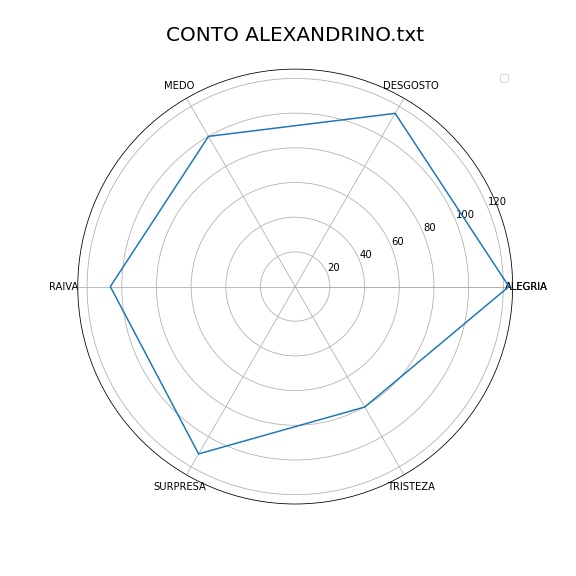 CONTO ALEXANDRINO.txt
MEDO
DESGOSTO
120
100
80
60
40
20
RAIVA
ALEGRIA
SURPRESA
TRISTEZA